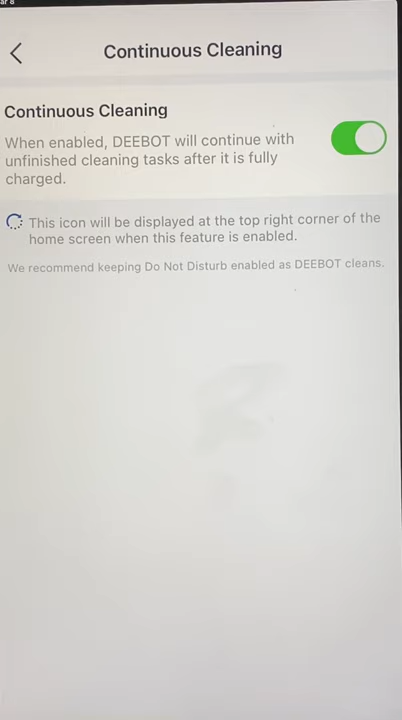 Continuous Cleaning
Continuous Cleaning
When enabled, DEEBOT will continue with
unfinished cleaning tasks after it is fully
charged.
This icon will be displayed at the top right corner of the
home screen when this feature is enabled.
We recommend keeping Do Not Disturb enabled as DEEBOT cleans.